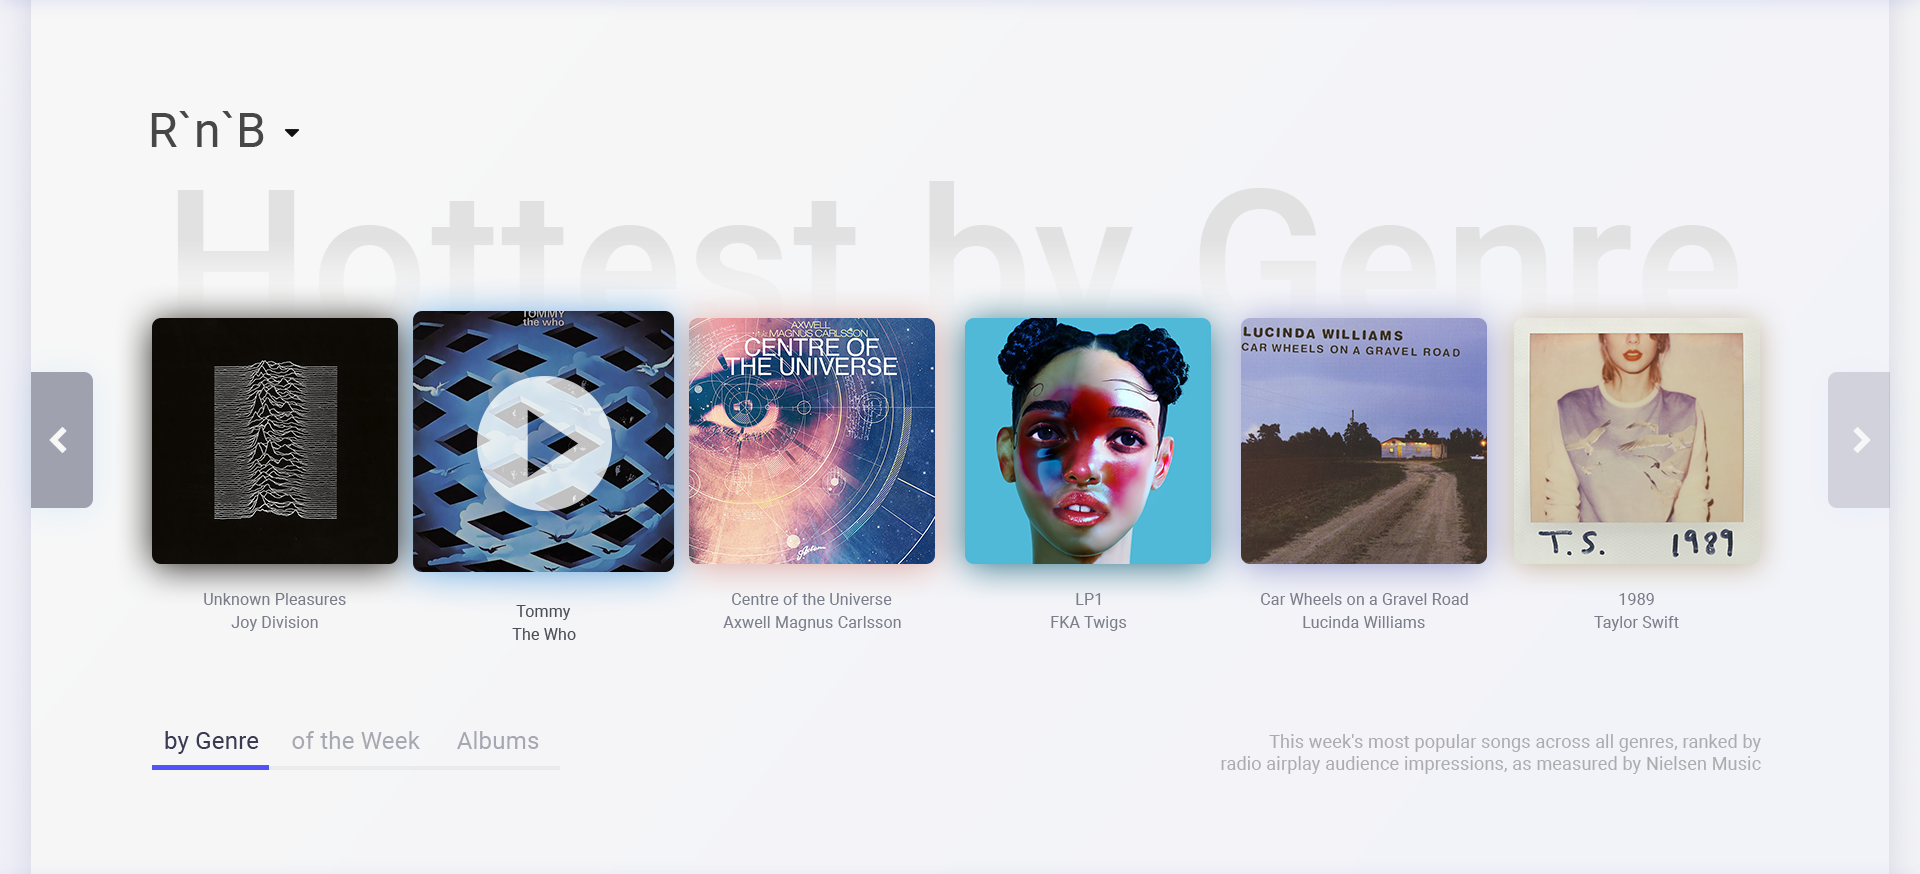 R`n`B
Hottest by Genre
TOMMY
the who
AXWELL
MAGNUS CARLSSON
CENTRE OF
THE UNIVERSE
LUCINDA WILLIAMS
CAR WHEELS ON A GRAVEL ROAD
T.S. 1989
Unknown Pleasures
Joy Division
Tommy
The Who
Centre of the Universe
Axwell Magnus Carlsson
LP1
FKA Twigs
Car Wheels on a Gravel Road
Lucinda Williams
1989
Taylor Swift
by Genre of the Week Albums
This week's most popular songs across all genres, ranked by
radio airplay audience impressions, as measured by Nielsen Music